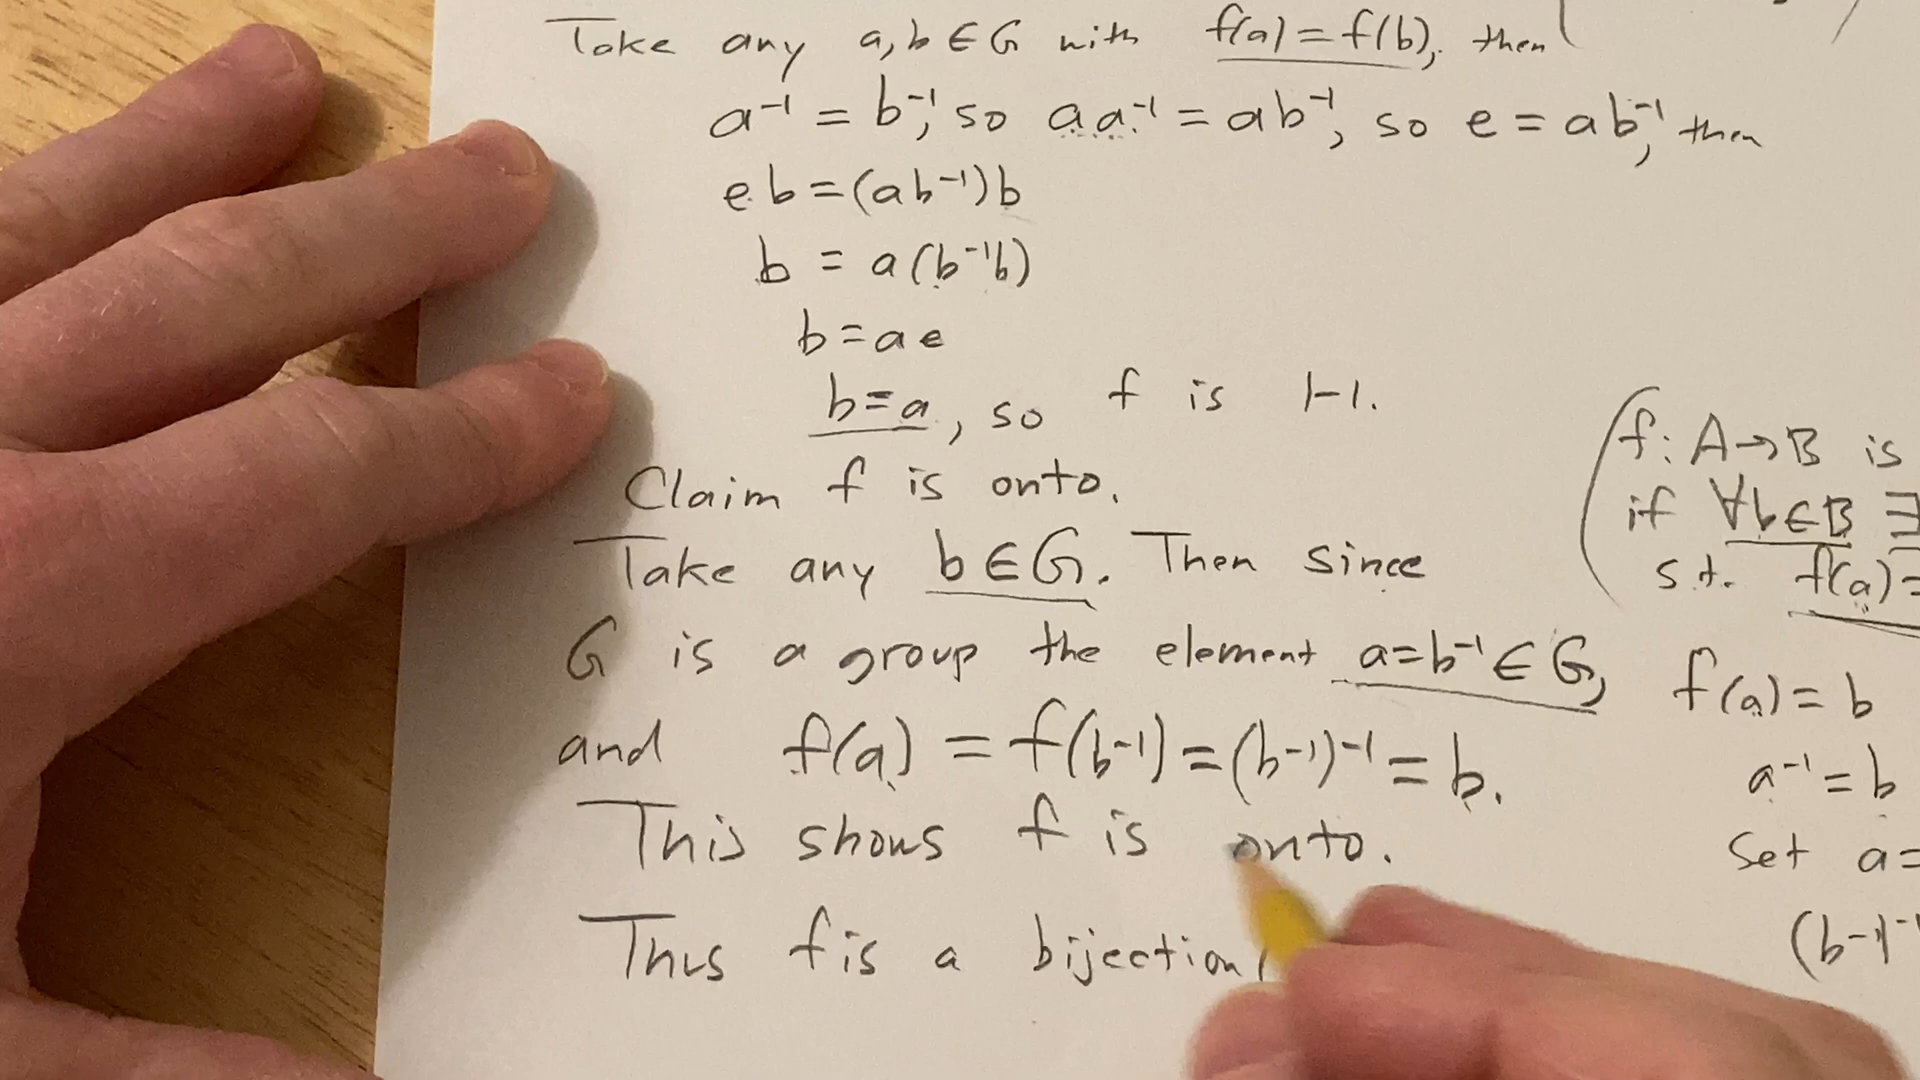 Take any a, b ∈ G with f(a) = f(b), then
a⁻¹ = b⁻¹, so aa⁻¹ = ab⁻¹, so e = ab⁻¹, then
eb = (ab⁻¹)b
b = a(b⁻¹b)
b = ae
b = a, so f is 1-1.
Claim f is onto.
Take any b ∈ G. Then since
G is a group the element a = b⁻¹ ∈ G,
and f(a) = f(b⁻¹) = (b⁻¹)⁻¹ = b.
This shows f is onto.
Thus f is a bijection
f: A → B is
if ∀b ∈ B ∃
s.t. f(a) =
f(a) = b
a⁻¹ = b
Set a =
(b⁻¹)⁻¹